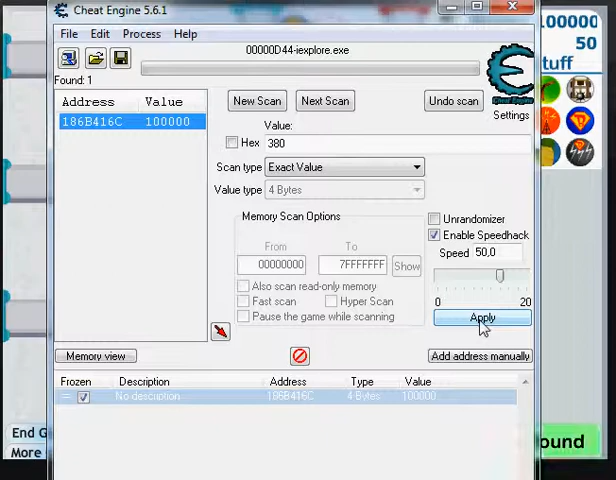 Cheat Engine 5.6.1
File Edit Process Help
00000D44-iexplore.exe
Found: 1
Address Value
186B416C 100000
New Scan Next Scan Undo scan
Cheat Engine
Settings
Value:
Hex 380
Scan type Exact Value
Value type 4 Bytes
Memory Scan Options
From To
00000000 7FFFFFFF Show
Also scan read-only memory
Fast scan Hyper Scan
Pause the game while scanning
Unrandomizer
Enable Speedhack
Speed 50,0
0 20
Apply
Memory view Add address manually
Frozen Description Address Type Value
No description 186B416C 4 Bytes 100000
100000
50
tuff
End G
More
ound